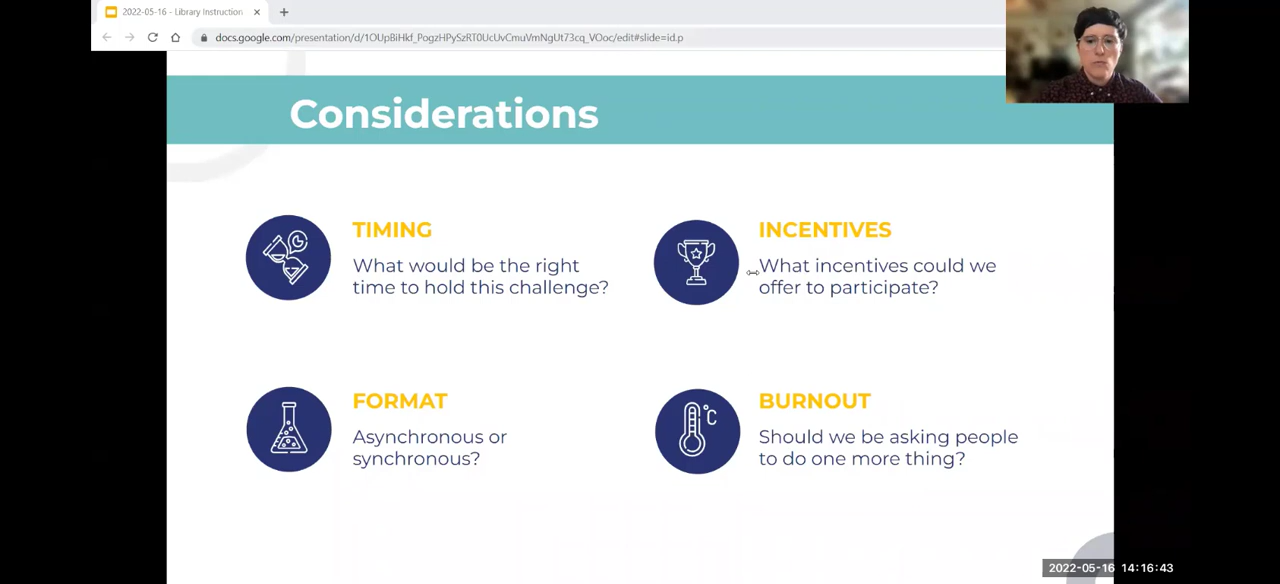 2022-05-16 - Library Instruction
docs.google.com/presentation/d/1OUpBiHkf_PogzHPySzRT0UcUvCmuVmNgUt73cq_VOoc/edit#slide=id.p
Considerations
TIMING
What would be the right
time to hold this challenge?
INCENTIVES
What incentives could we
offer to participate?
FORMAT
Asynchronous or
synchronous?
°C
BURNOUT
Should we be asking people
to do one more thing?
2022-05-16 14:16:43